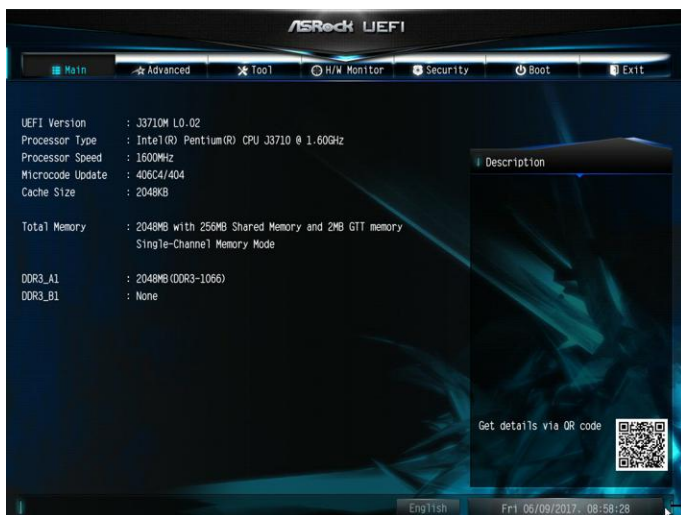 ASRock UEFI
Main Advanced Tool H/W Monitor Security Boot Exit
UEFI Version : J3710M L0.02
Processor Type : Intel(R) Pentium(R) CPU J3710 @ 1.60GHz
Processor Speed : 1600MHz
Microcode Update : 406C4/404
Cache Size : 2048KB
Total Memory : 2048MB with 256MB Shared Memory and 2MB GTT memory
Single-Channel Memory Mode
DDR3_A1 : 2048MB(DDR3-1066)
DDR3_B1 : None
Description
Get details via QR code
English Fri 06/09/2017. 08:58:28